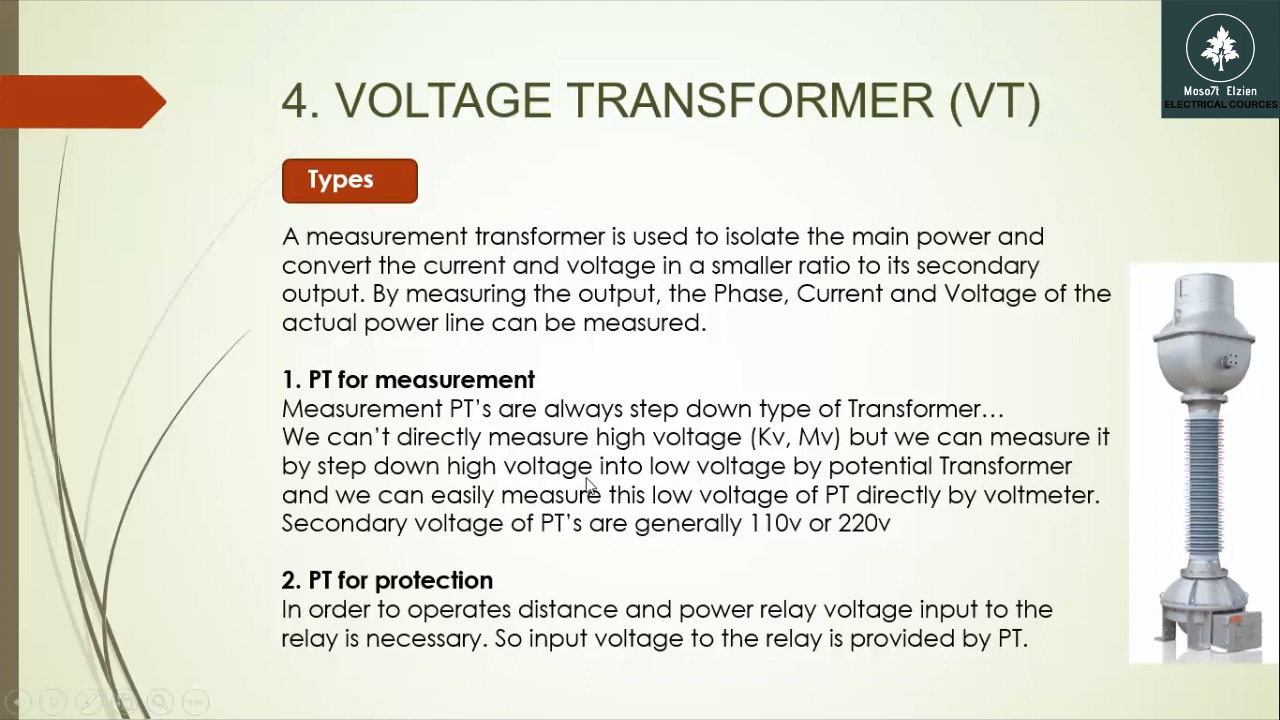 4. VOLTAGE TRANSFORMER (VT)
Moso7t Elzien
ELECTRICAL COURCES
Types
A measurement transformer is used to isolate the main power and
convert the current and voltage in a smaller ratio to its secondary
output. By measuring the output, the Phase, Current and Voltage of the
actual power line can be measured.
1. PT for measurement
Measurement PT’s are always step down type of Transformer…
We can’t directly measure high voltage (Kv, Mv) but we can measure it
by step down high voltage into low voltage by potential Transformer
and we can easily measure this low voltage of PT directly by voltmeter.
Secondary voltage of PT’s are generally 110v or 220v
2. PT for protection
In order to operates distance and power relay voltage input to the
relay is necessary. So input voltage to the relay is provided by PT.